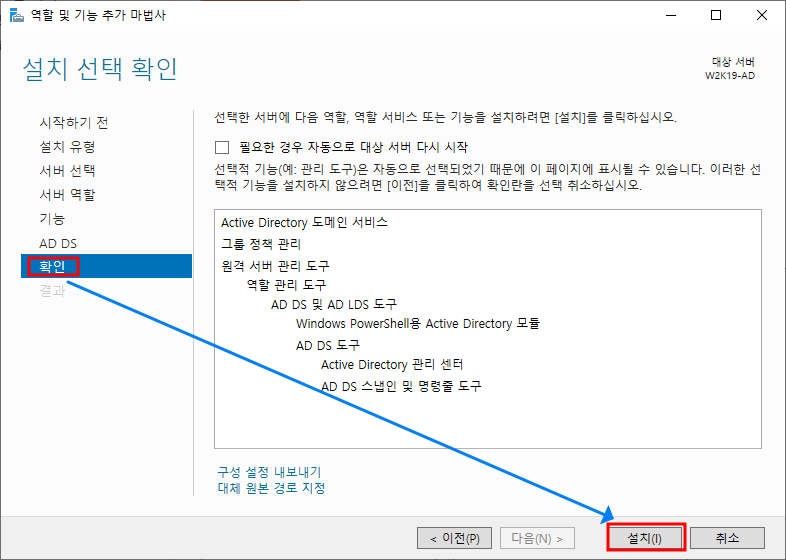 역할 및 기능 추가 마법사
설치 선택 확인
대상 서버
W2K19-AD
시작하기 전
설치 유형
서버 선택
서버 역할
기능
AD DS
확인
결과
선택한 서버에 다음 역할, 역할 서비스 또는 기능을 설치하려면 [설치]를 클릭하십시오.
필요한 경우 자동으로 대상 서버 다시 시작
선택적 기능(예: 관리 도구)은 자동으로 선택되었기 때문에 이 페이지에 표시될 수 있습니다. 이러한 선
택적 기능을 설치하지 않으려면 [이전]을 클릭하여 확인란을 선택 취소하십시오.
Active Directory 도메인 서비스
그룹 정책 관리
원격 서버 관리 도구
역할 관리 도구
AD DS 및 AD LDS 도구
Windows PowerShell용 Active Directory 모듈
AD DS 도구
Active Directory 관리 센터
AD DS 스냅인 및 명령줄 도구
구성 설정 내보내기
대체 원본 경로 지정
< 이전(P)
다음(N) >
설치(I)
취소